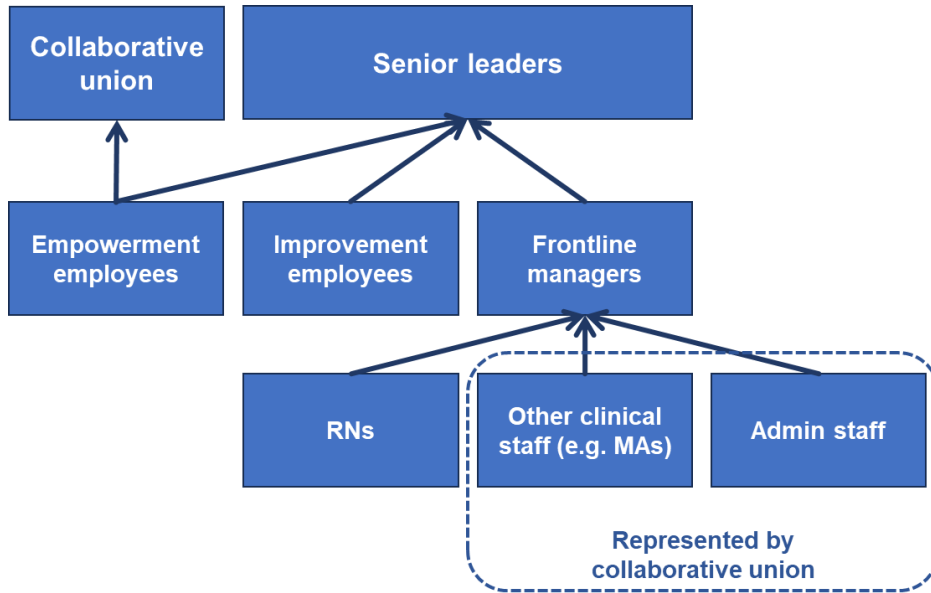 Collaborative
union
Senior leaders
Empowerment
employees
Improvement
employees
Frontline
managers
RNs
Other clinical
staff (e.g. MAs)
Admin staff
Represented by
collaborative union